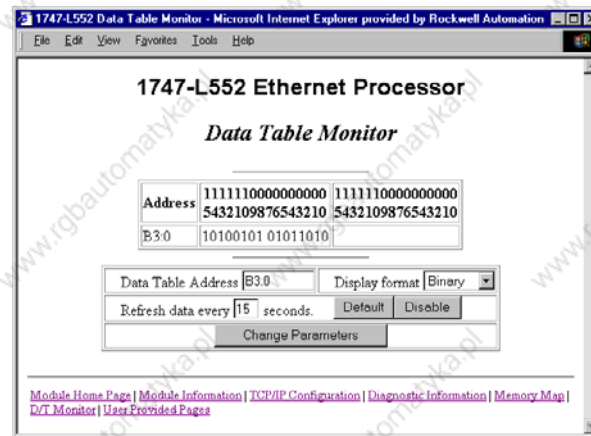 1747-L552 Data Table Monitor - Microsoft Internet Explorer provided by Rockwell Automation
File Edit View Favorites Tools Help
1747-L552 Ethernet Processor
Data Table Monitor
Address 1111110000000000 1111110000000000
5432109876543210 5432109876543210
B3:0 10100101 01011010
Data Table Address B3:0 Display format Binary
Refresh data every 15 seconds. Default Disable
Change Parameters
Module Home Page | Module Information | TCP/IP Configuration | Diagnostic Information | Memory Map |
D/T Monitor | User Provided Pages
www.rgbautomatyka.pl